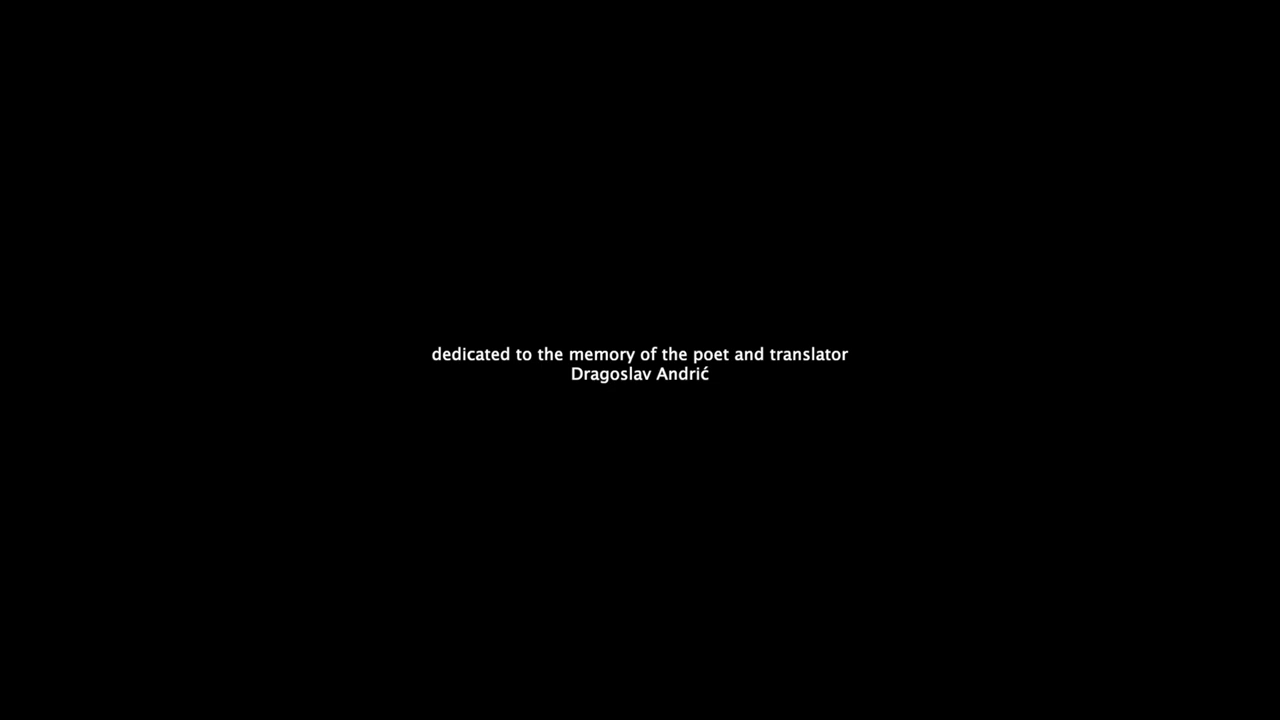 dedicated to the memory of the poet and translator
Dragoslav Andrić